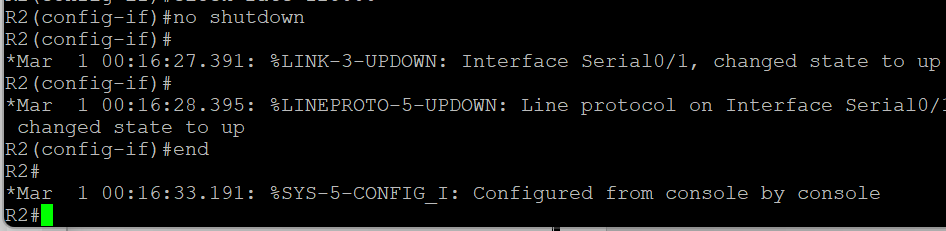 R2(config-if)#no shutdown
R2(config-if)#
*Mar  1 00:16:27.391: %LINK-3-UPDOWN: Interface Serial0/1, changed state to up
R2(config-if)#
*Mar  1 00:16:28.395: %LINEPROTO-5-UPDOWN: Line protocol on Interface Serial0/1
 changed state to up
R2(config-if)#end
R2#
*Mar  1 00:16:33.191: %SYS-5-CONFIG_I: Configured from console by console
R2#